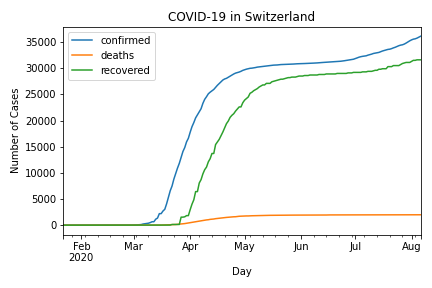 COVID-19 in Switzerland
confirmed
deaths
recovered
Number of Cases
35000
30000
25000
20000
15000
10000
5000
0
Feb Mar Apr May Jun Jul Aug
2020
Day